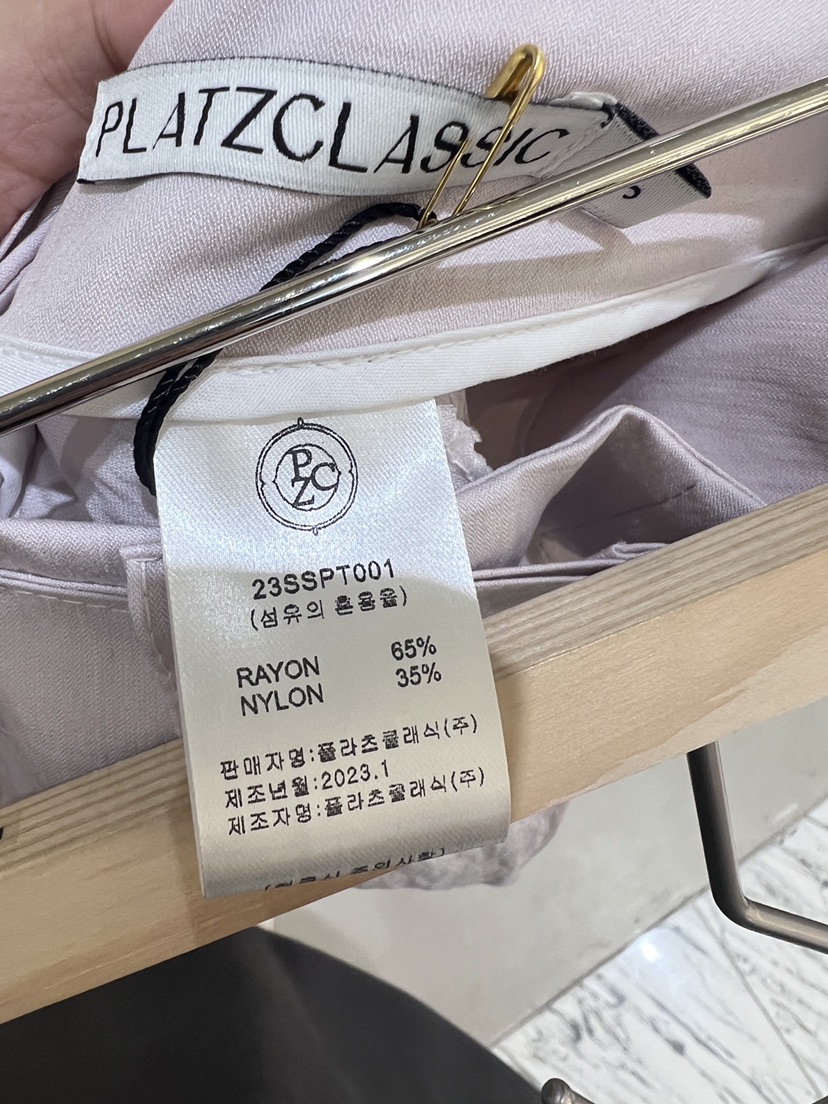 PLATZCLASSIC
S
PZC
23SSPT001
(섬유의 혼용율)
RAYON 65%
NYLON 35%
판매자명:플라츠클래식(주)
제조년월:2023.1
제조자명:플라츠클래식(주)